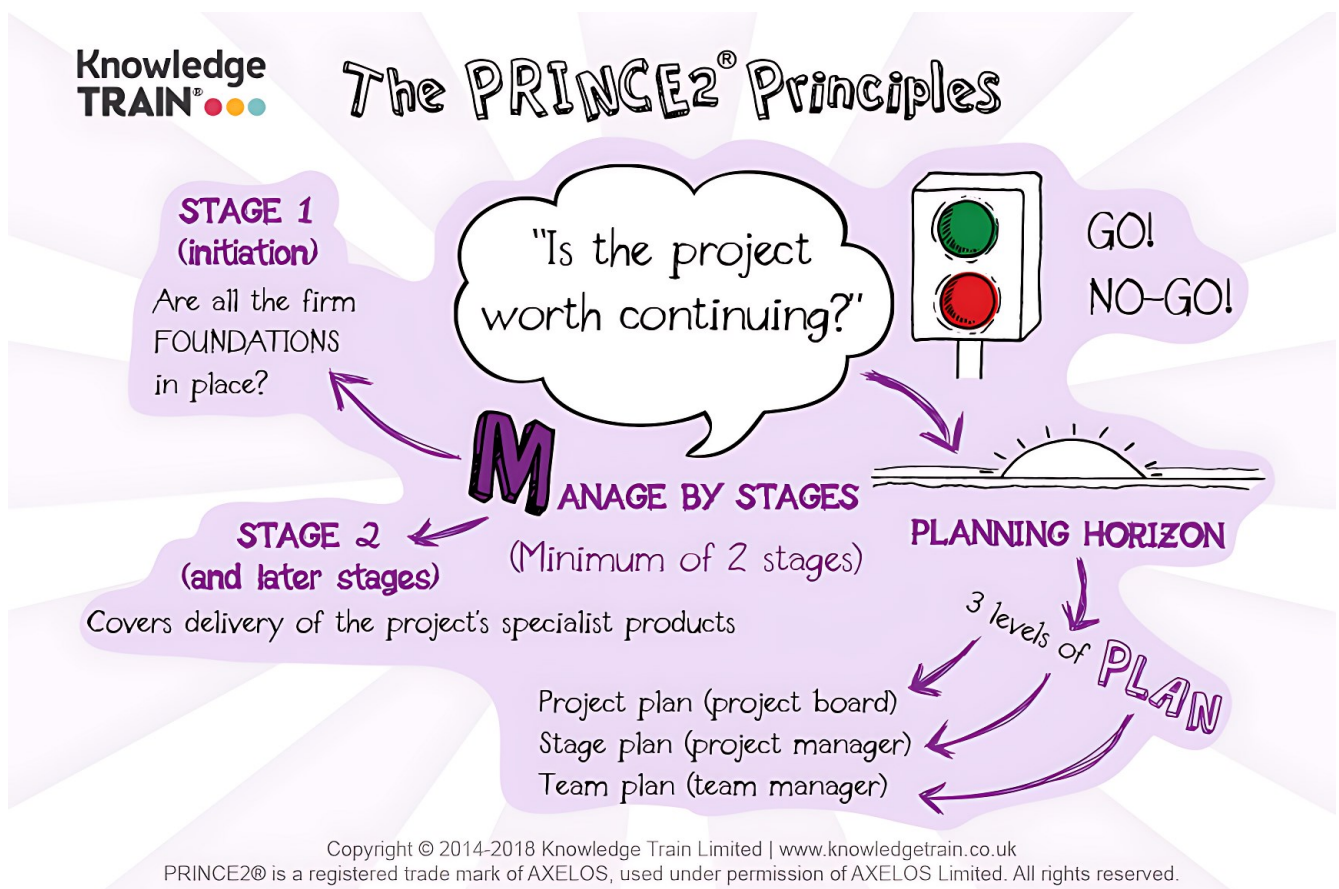 Knowledge
TRAIN®
The PRINCE2® Principles
STAGE 1
(initiation)
Are all the firm
FOUNDATIONS
in place?
"Is the project
worth continuing?"
GO!
NO-GO!
MANAGE BY STAGES
(Minimum of 2 stages)
STAGE 2
(and later stages)
Covers delivery of the project's specialist products
PLANNING HORIZON
3 levels of PLAN
Project plan (project board)
Stage plan (project manager)
Team plan (team manager)
Copyright © 2014-2018 Knowledge Train Limited | www.knowledgetrain.co.uk
PRINCE2® is a registered trade mark of AXELOS, used under permission of AXELOS Limited. All rights reserved.